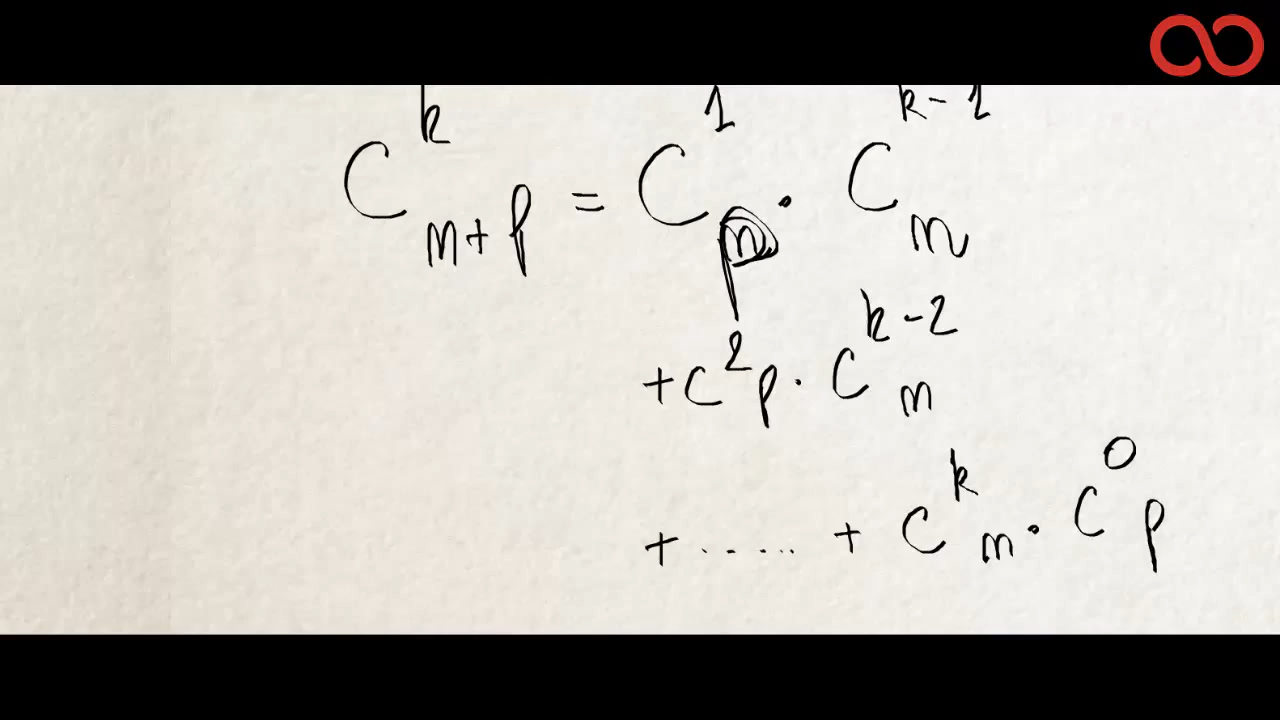 C^k_{m+p} = C^1_p · C^{k-1}_m
+ C^2_p · C^{k-2}_m
+ ..... + C^k_m · C^0_p